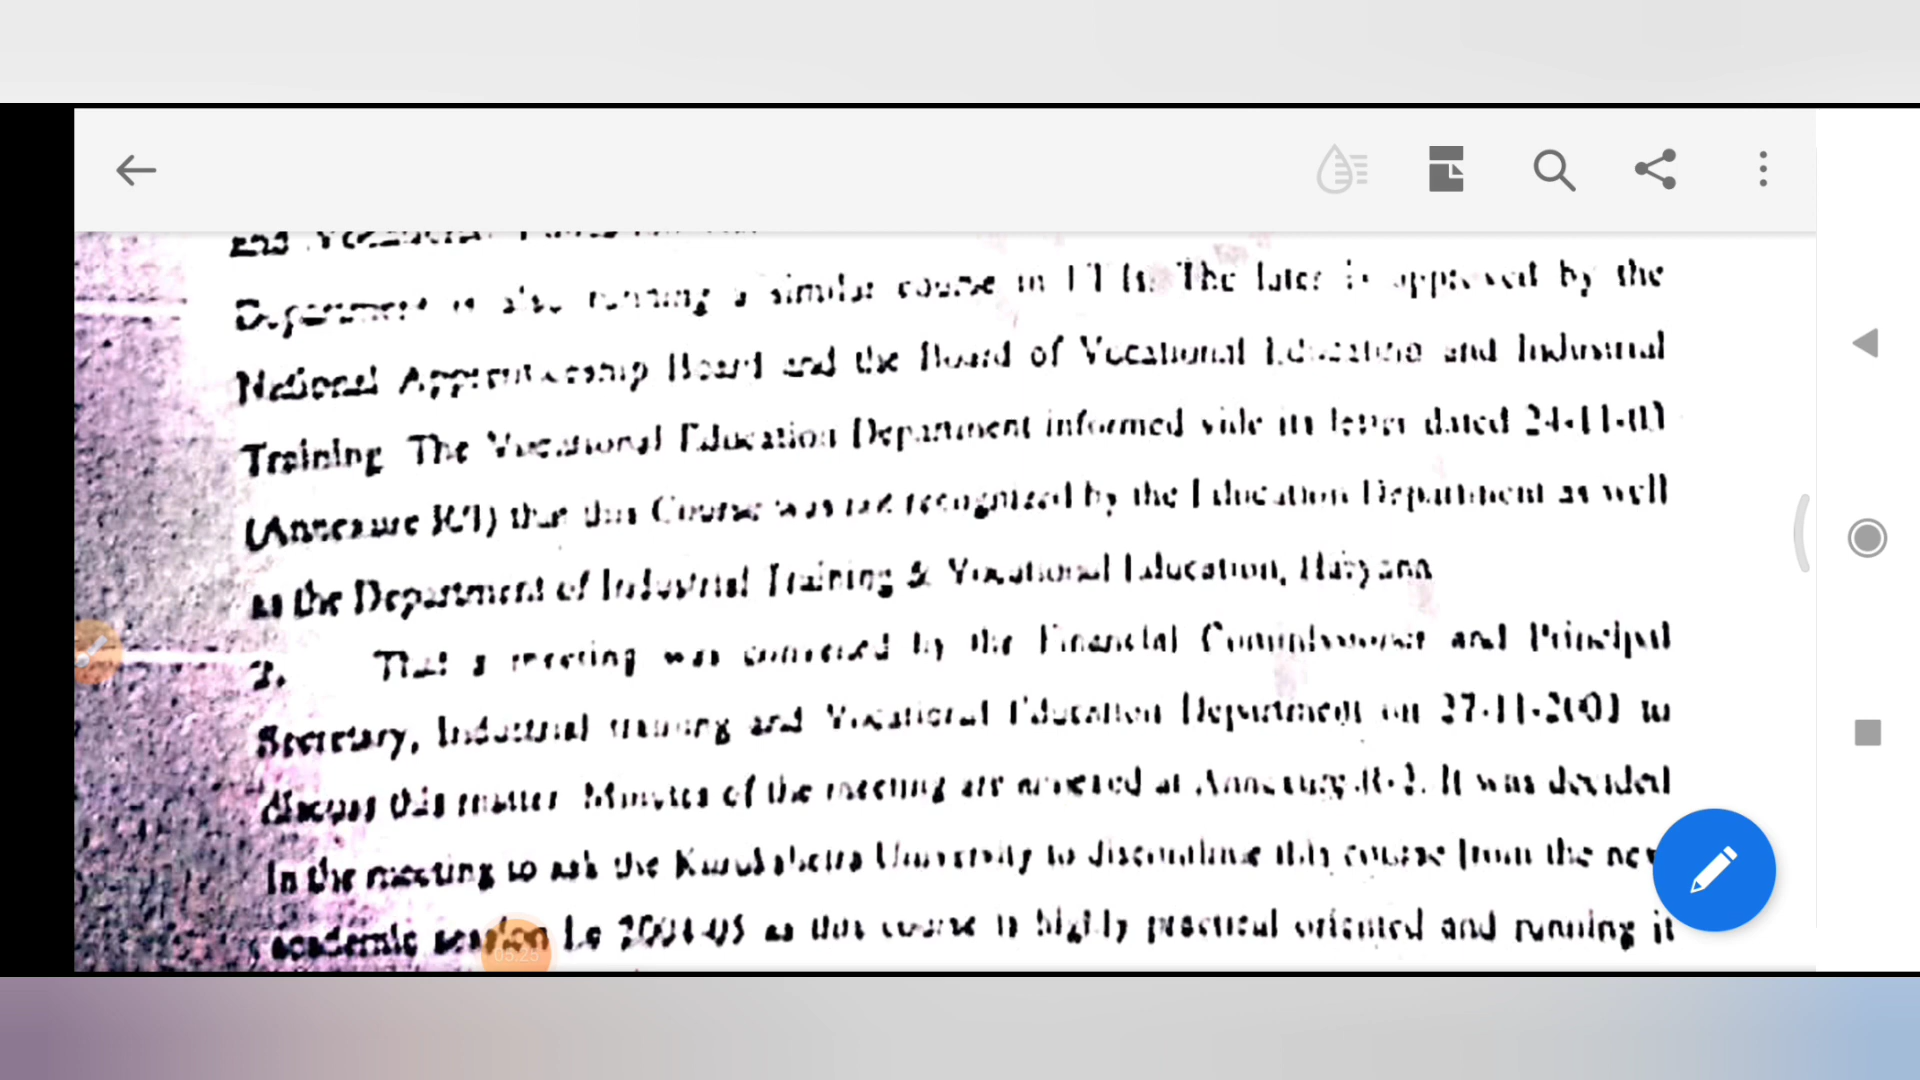 and Vocational
Department is also running a similar course in I T Is. The later is approved by the
National Apprenticeship Board and the Board of Vocational Education and Industrial
Training The Vocational Education Department informed vide its letter dated 24-11-03
(Annexure R/1) that this Course was not recognized by the Education Department as well
as the Department of Industrial Training & Vocational Education, Haryana
2. That a meeting was convened by the Financial Commissioner and Principal
Secretary, Industrial training and Vocational Education Department on 27-11-2003 to
discuss this matter Minutes of the meeting are annexed at Annexure R-2. It was decided
In the meeting to ask the Kurukshetra University to discontinue this course from the next
academic session i.e 2004-05 as this course is highly practical oriented and running it
05:25